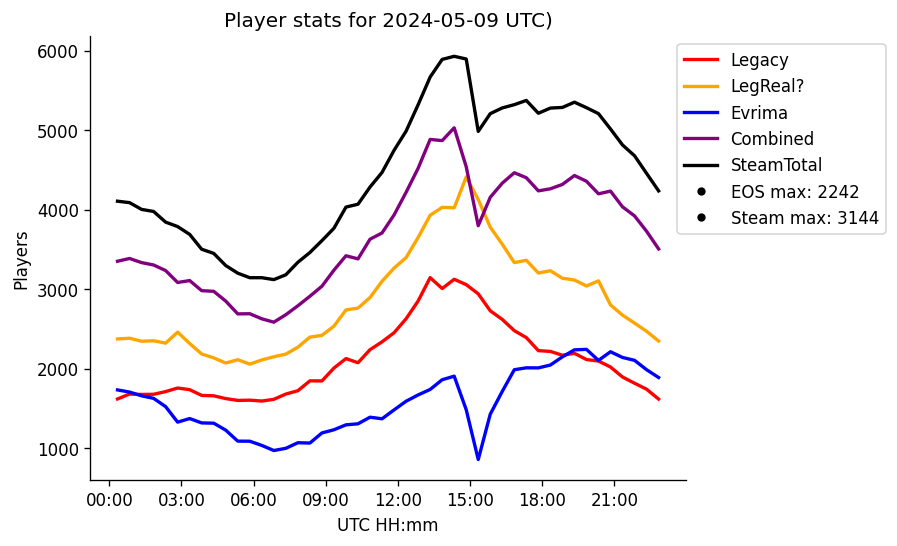 Player stats for 2024-05-09 UTC)
Players
6000
5000
4000
3000
2000
1000
00:00 03:00 06:00 09:00 12:00 15:00 18:00 21:00
UTC HH:mm
Legacy
LegReal?
Evrima
Combined
SteamTotal
EOS max: 2242
Steam max: 3144